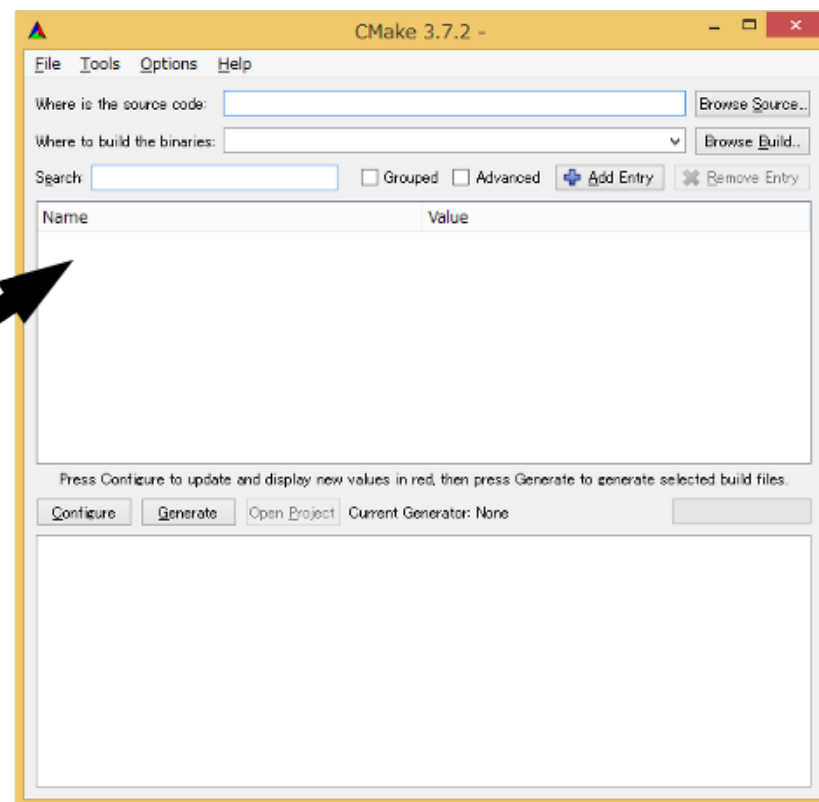 CMake 3.7.2 -
File Tools Options Help
Where is the source code: Browse Source...
Where to build the binaries: Browse Build...
Search: Grouped Advanced Add Entry Remove Entry
Name Value
Press Configure to update and display new values in red, then press Generate to generate selected build files.
Configure Generate Open Project Current Generator: None